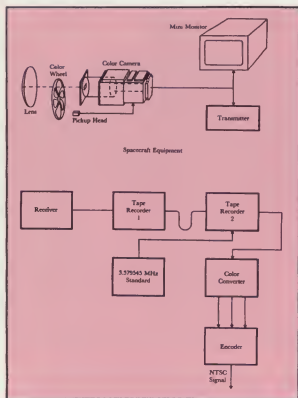 Mini Monitor
Color
Wheel
Color Camera
Lens
Pickup Head
Transmitter
Spacecraft Equipment
Receiver
Tape
Recorder
1
Tape
Recorder
2
3.579545 MHz
Standard
Color
Converter
Encoder
NTSC
Signal